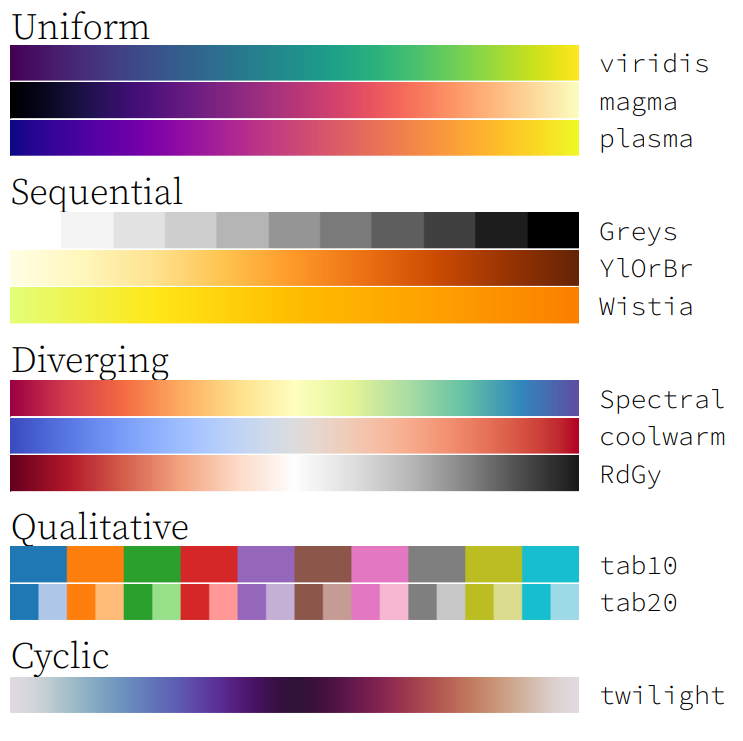 Uniform
viridis
magma
plasma
Sequential
Greys
YlOrBr
Wistia
Diverging
Spectral
coolwarm
RdGy
Qualitative
tab10
tab20
Cyclic
twilight